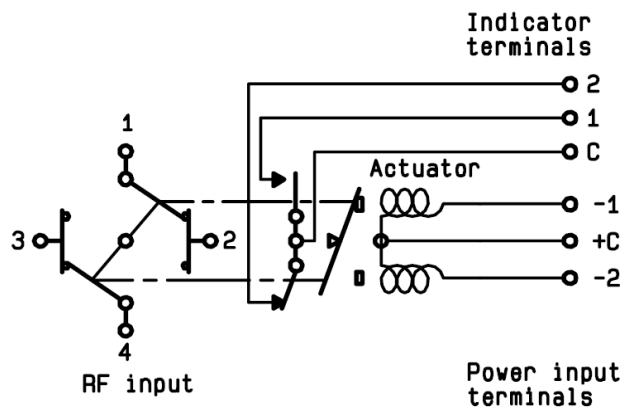 Indicator
terminals
2
1
C
1
Actuator
-1
3
2
+C
-2
4
RF input
Power input
terminals